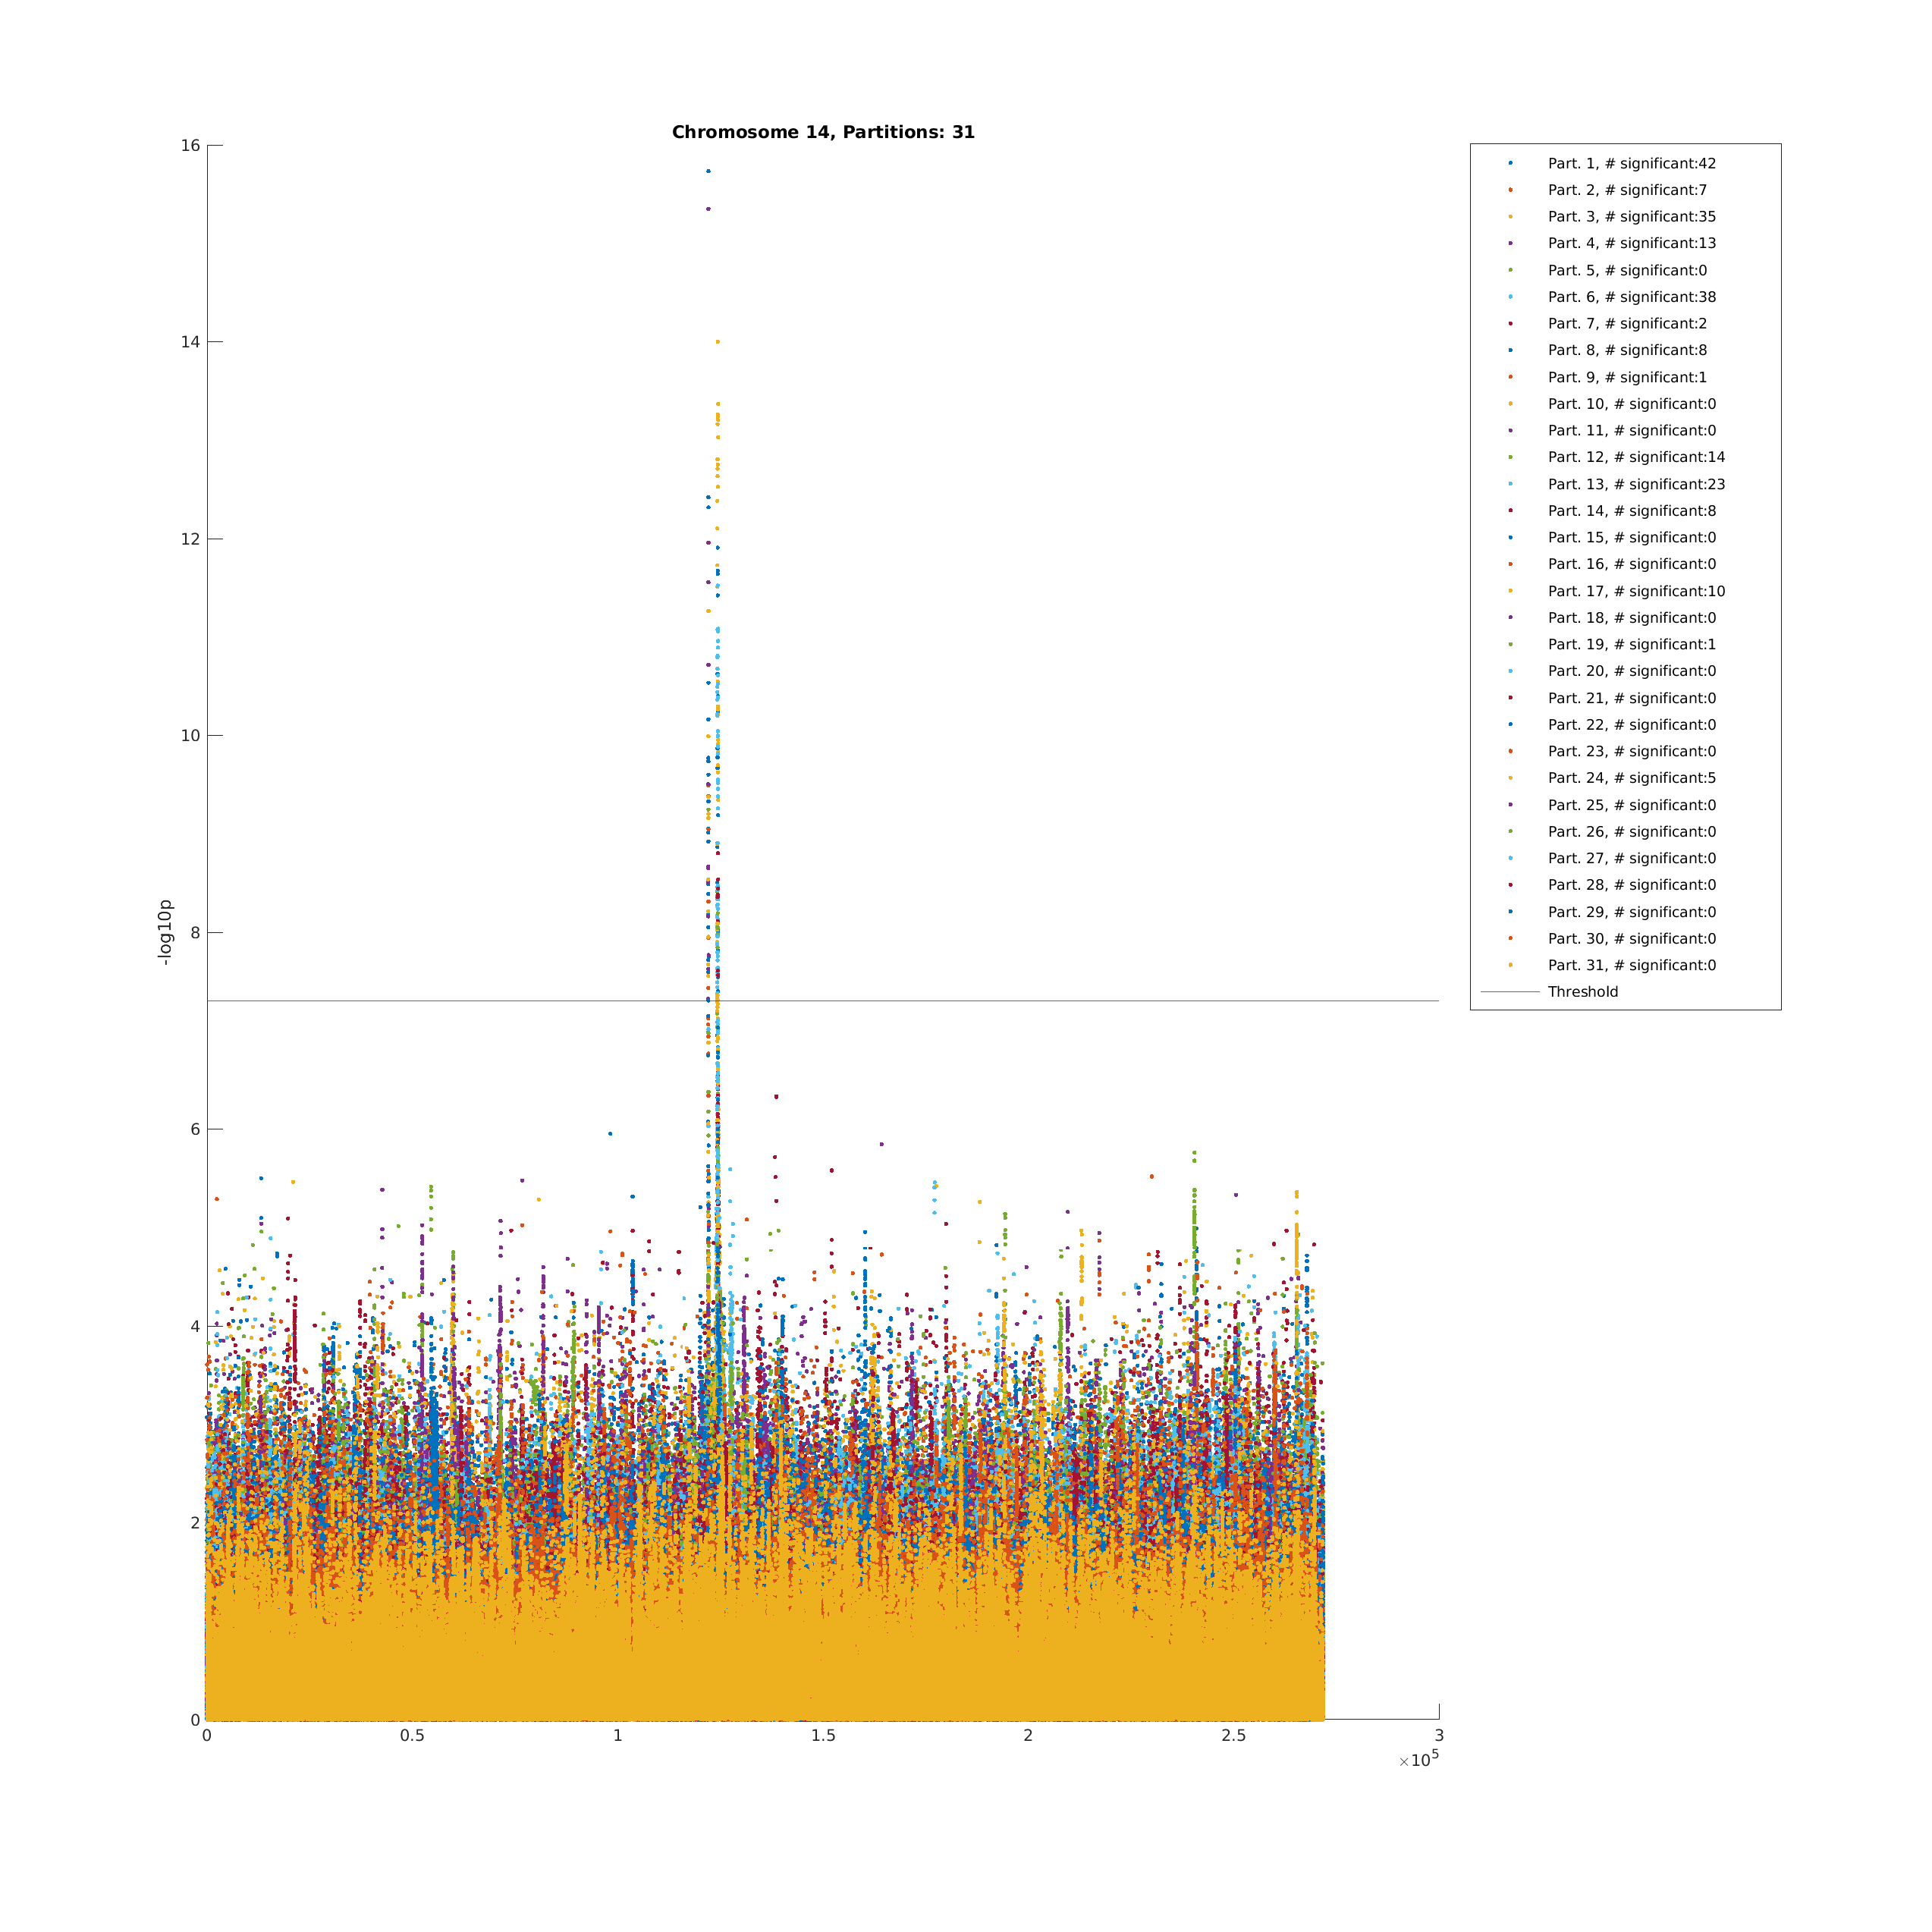 Chromosome 14, Partitions: 31
16
14
12
10
8
6
4
2
0
-log10p
0
0.5
1
1.5
2
2.5
3
×10^5
Part. 1, # significant:42
Part. 2, # significant:7
Part. 3, # significant:35
Part. 4, # significant:13
Part. 5, # significant:0
Part. 6, # significant:38
Part. 7, # significant:2
Part. 8, # significant:8
Part. 9, # significant:1
Part. 10, # significant:0
Part. 11, # significant:0
Part. 12, # significant:14
Part. 13, # significant:23
Part. 14, # significant:8
Part. 15, # significant:0
Part. 16, # significant:0
Part. 17, # significant:10
Part. 18, # significant:0
Part. 19, # significant:1
Part. 20, # significant:0
Part. 21, # significant:0
Part. 22, # significant:0
Part. 23, # significant:0
Part. 24, # significant:5
Part. 25, # significant:0
Part. 26, # significant:0
Part. 27, # significant:0
Part. 28, # significant:0
Part. 29, # significant:0
Part. 30, # significant:0
Part. 31, # significant:0
Threshold